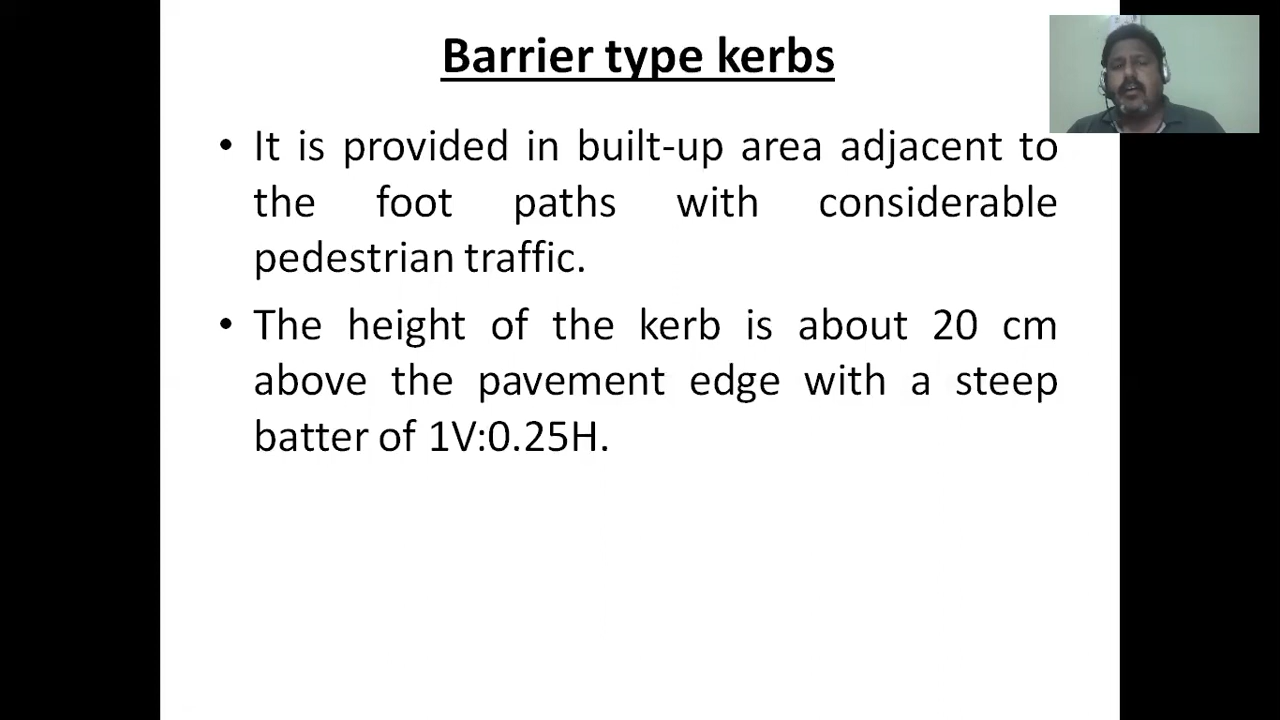 Barrier type kerbs
• It is provided in built-up area adjacent to
the foot paths with considerable
pedestrian traffic.
• The height of the kerb is about 20 cm
above the pavement edge with a steep
batter of 1V:0.25H.